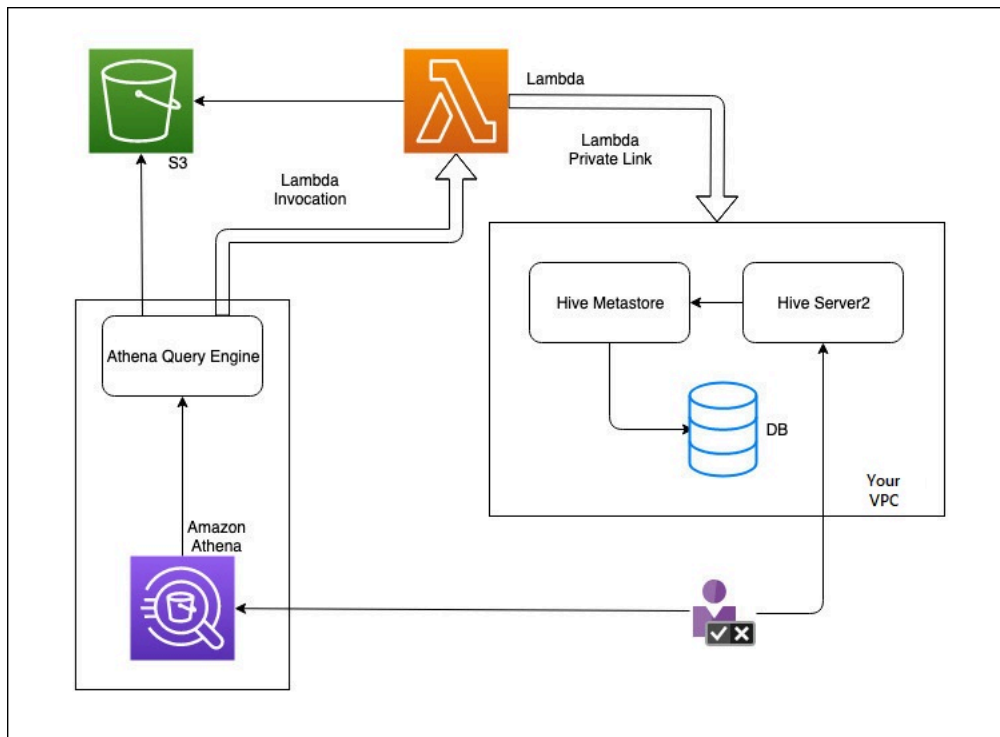 Lambda
Lambda
Private Link
S3
Lambda
Invocation
Hive Metastore
Hive Server2
Athena Query Engine
DB
Your
VPC
Amazon
Athena